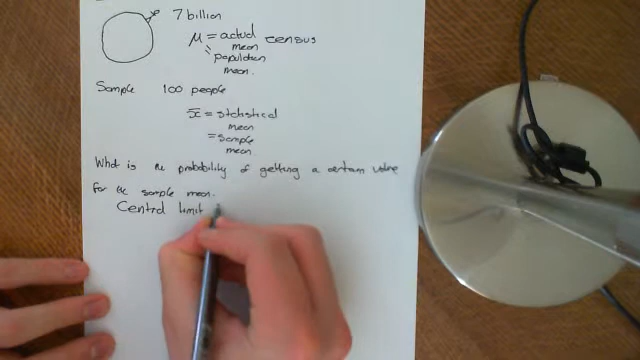 7 billion
μ = actual mean census
= population mean.
Sample 100 people
x̄ = statistical mean
= sample mean
What is the probability of getting a certain value
for the sample mean.
Central limit